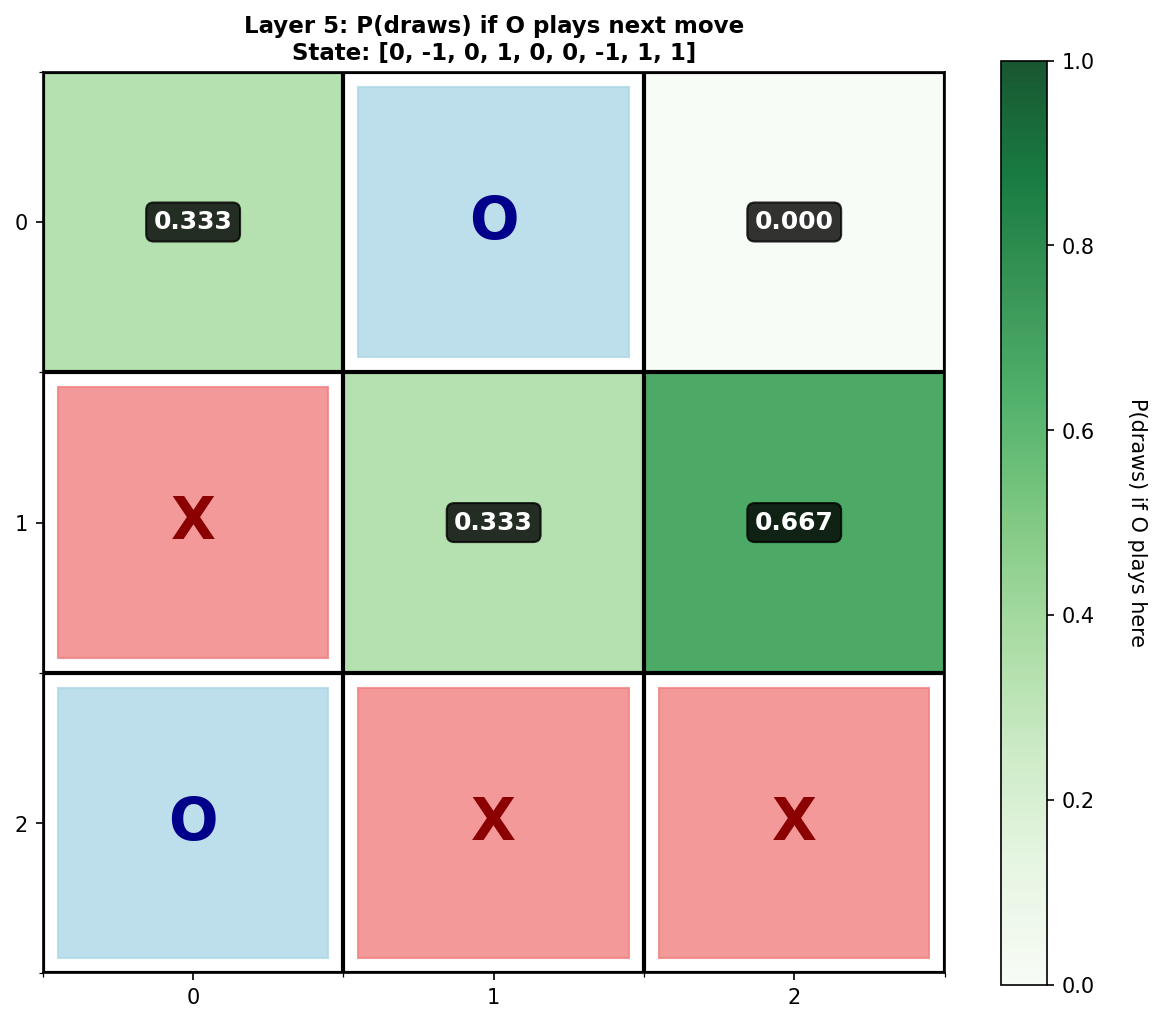 Layer 5: P(draws) if O plays next move
State: [0, -1, 0, 1, 0, 0, -1, 1, 1]
0
0.333
O
0.000
1
X
0.333
0.667
2
O
X
X
0
1
2
1.0
0.8
0.6
0.4
0.2
0.0
P(draws) if O plays here